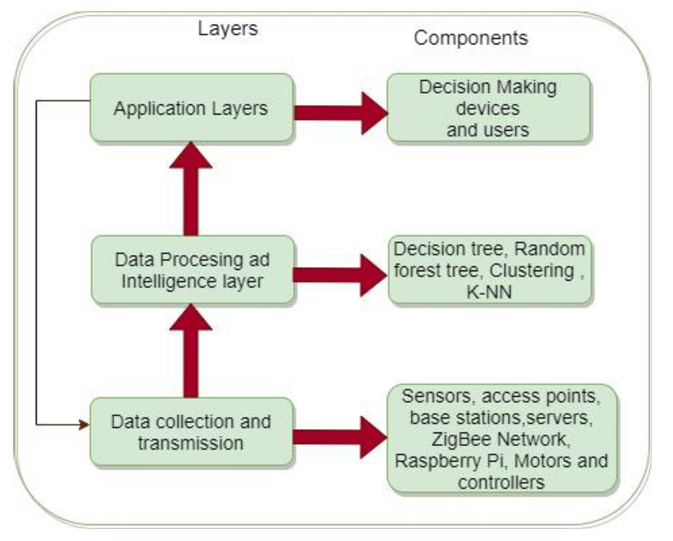 Layers
Components
Application Layers
Decision Making
devices
and users
Data Procesing ad
Intelligence layer
Decision tree, Random
forest tree, Clustering ,
K-NN
Data collection and
transmission
Sensors, access points,
base stations,servers,
ZigBee Network,
Raspberry Pi, Motors and
controllers